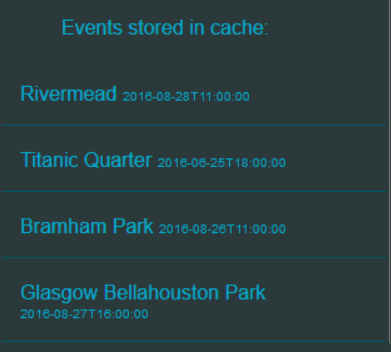 Events stored in cache:
Rivermead 2016-08-28T11:00:00
Titanic Quarter 2016-06-25T18:00:00
Bramham Park 2016-08-26T11:00:00
Glasgow Bellahouston Park
2016-08-27T16:00:00